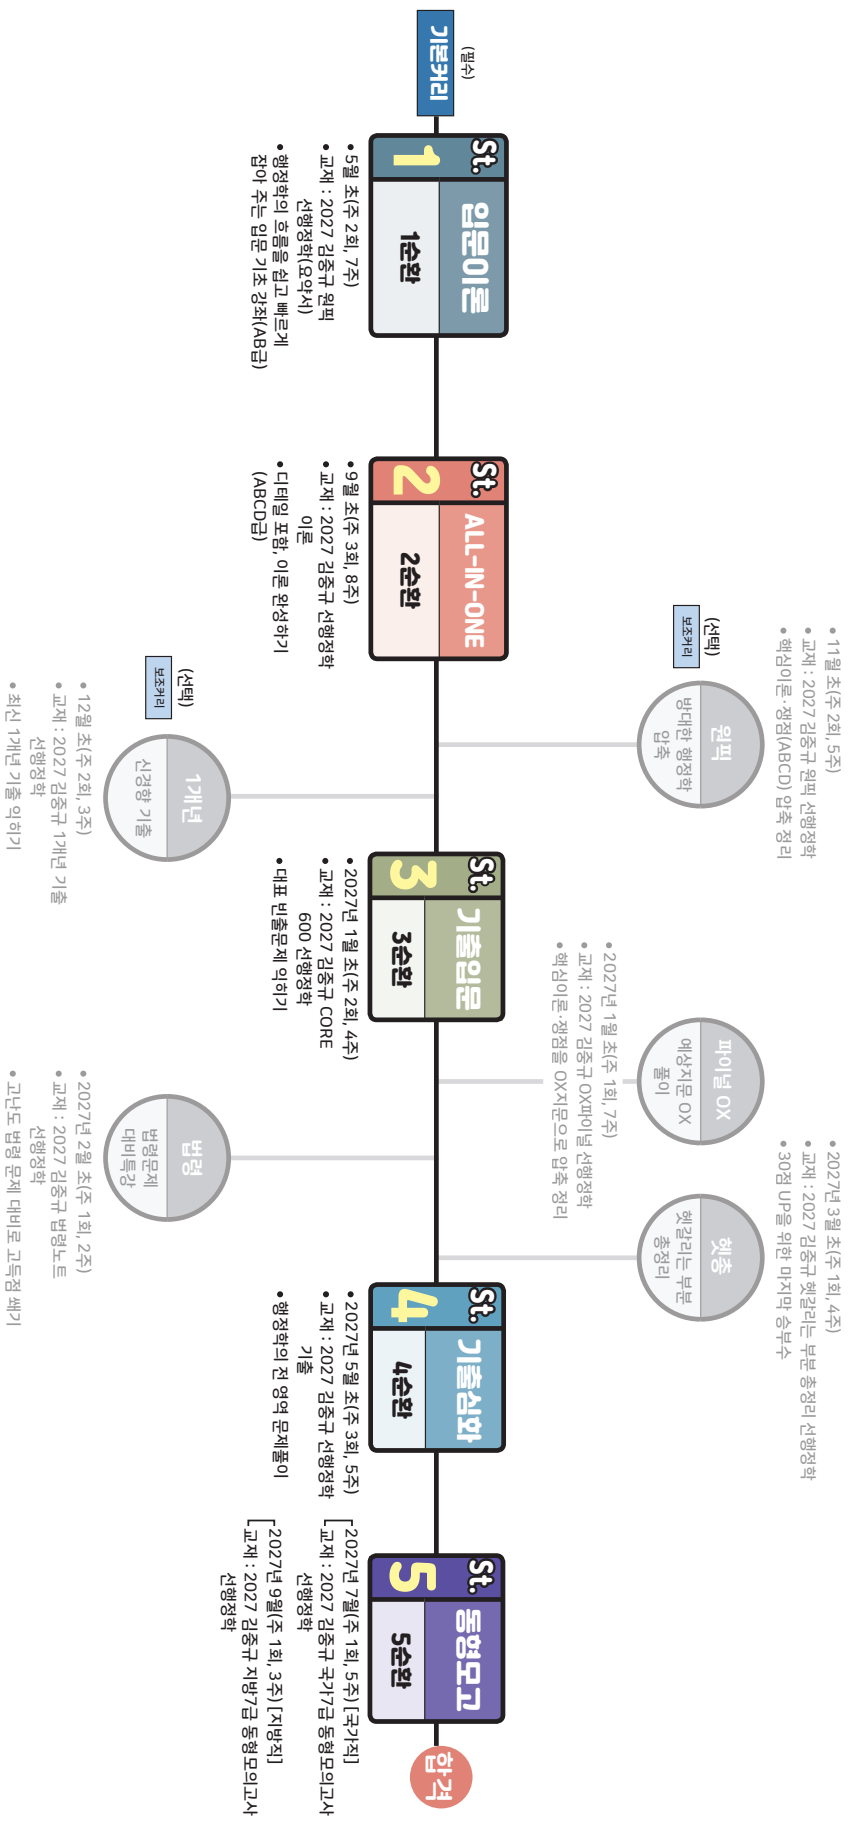 (필수)
기본커리
St.
1
입문이론
1순환
• 5월 초(주 2회, 7주)
• 교재 : 2027 김중규 원픽
선행정학(요약서)
• 행정학의 흐름을 쉽고 빠르게
잡아 주는 입문 기초 강좌(AB급)
St.
2
ALL-IN-ONE
2순환
• 9월 초(주 3회, 8주)
• 교재 : 2027 김중규 선행정학
이론
• 디테일 포함, 이론 완성하기
(ABCD급)
(선택)
보조커리
원픽
방대한 행정학
압축
• 11월 초(주 2회, 5주)
• 교재 : 2027 김중규 원픽 선행정학
• 핵심이론·쟁점(ABCD) 압축 정리
(선택)
보조커리
1개년
신경향 기출
• 12월 초(주 2회, 3주)
• 교재 : 2027 김중규 1개년 기출
선행정학
• 최신 1개년 기출 익히기
St.
3
기출입문
3순환
• 2027년 1월 초(주 2회, 4주)
• 교재 : 2027 김중규 CORE
600 선행정학
• 대표 빈출문제 익히기
파이널 OX
예상지문 OX
풀이
• 2027년 1월 초(주 1회, 7주)
• 교재 : 2027 김중규 OX파이널 선행정학
• 핵심이론·쟁점을 OX지문으로 압축 정리
법령
법령문제
대비특강
• 2027년 2월 초(주 1회, 2주)
• 교재 : 2027 김중규 법령노트
선행정학
• 고난도 법령 문제 대비로 고득점 쌔기
헷총
헷갈리는 부분
총정리
• 2027년 3월 초(주 1회, 4주)
• 교재 : 2027 김중규 헷갈리는 부분 총정리 선행정학
• 30점 UP을 위한 마지막 승부수
St.
4
기출심화
4순환
• 2027년 5월 초(주 3회, 5주)
• 교재 : 2027 김중규 선행정학
기출
• 행정학의 전 영역 문제풀이
St.
5
동형모고
5순환
2027년 7월(주 1회, 5주) [국가직]
교재 : 2027 김중규 국가7급 동형모의고사
선행정학
2027년 9월(주 1회, 3주) [지방직]
교재 : 2027 김중규 지방7급 동형모의고사
선행정학
합격